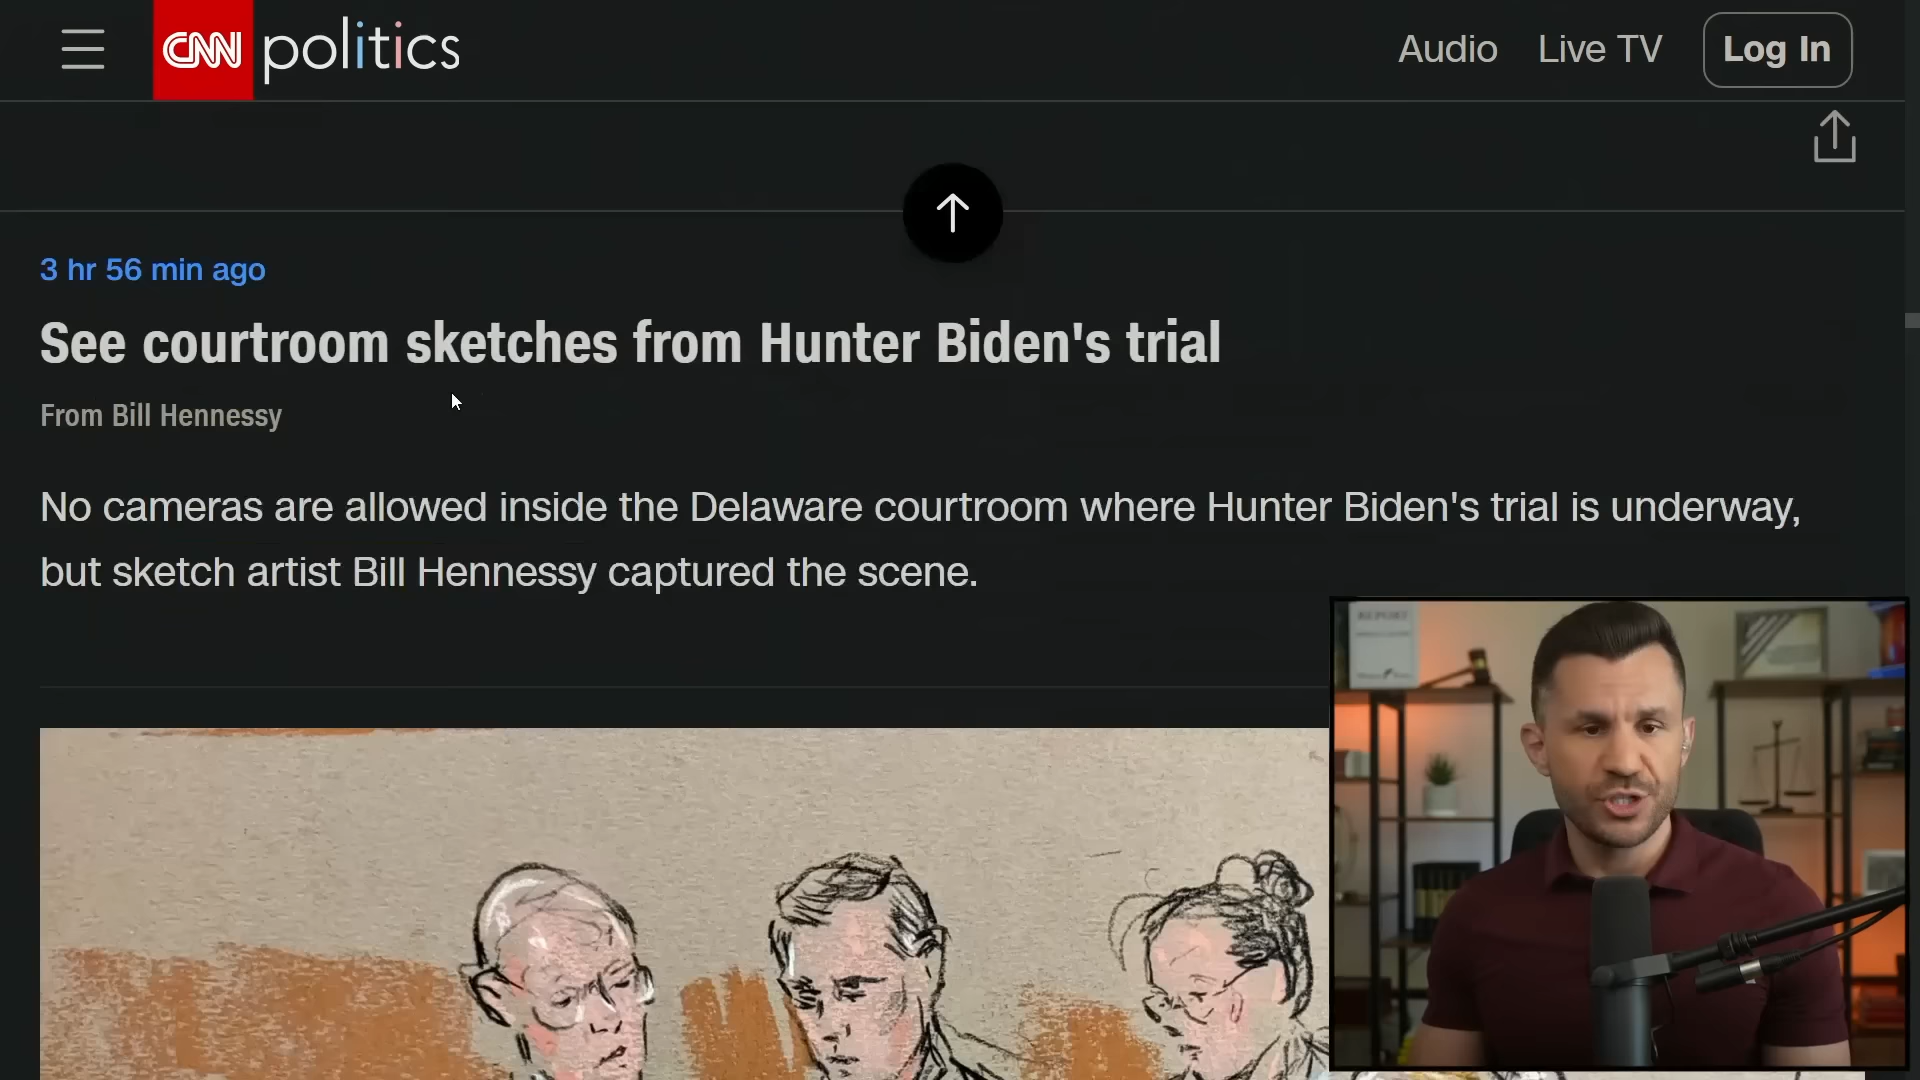 CNN politics
Audio
Live TV
Log In
3 hr 56 min ago
See courtroom sketches from Hunter Biden's trial
From Bill Hennessy
No cameras are allowed inside the Delaware courtroom where Hunter Biden's trial is underway,
but sketch artist Bill Hennessy captured the scene.
REPORT